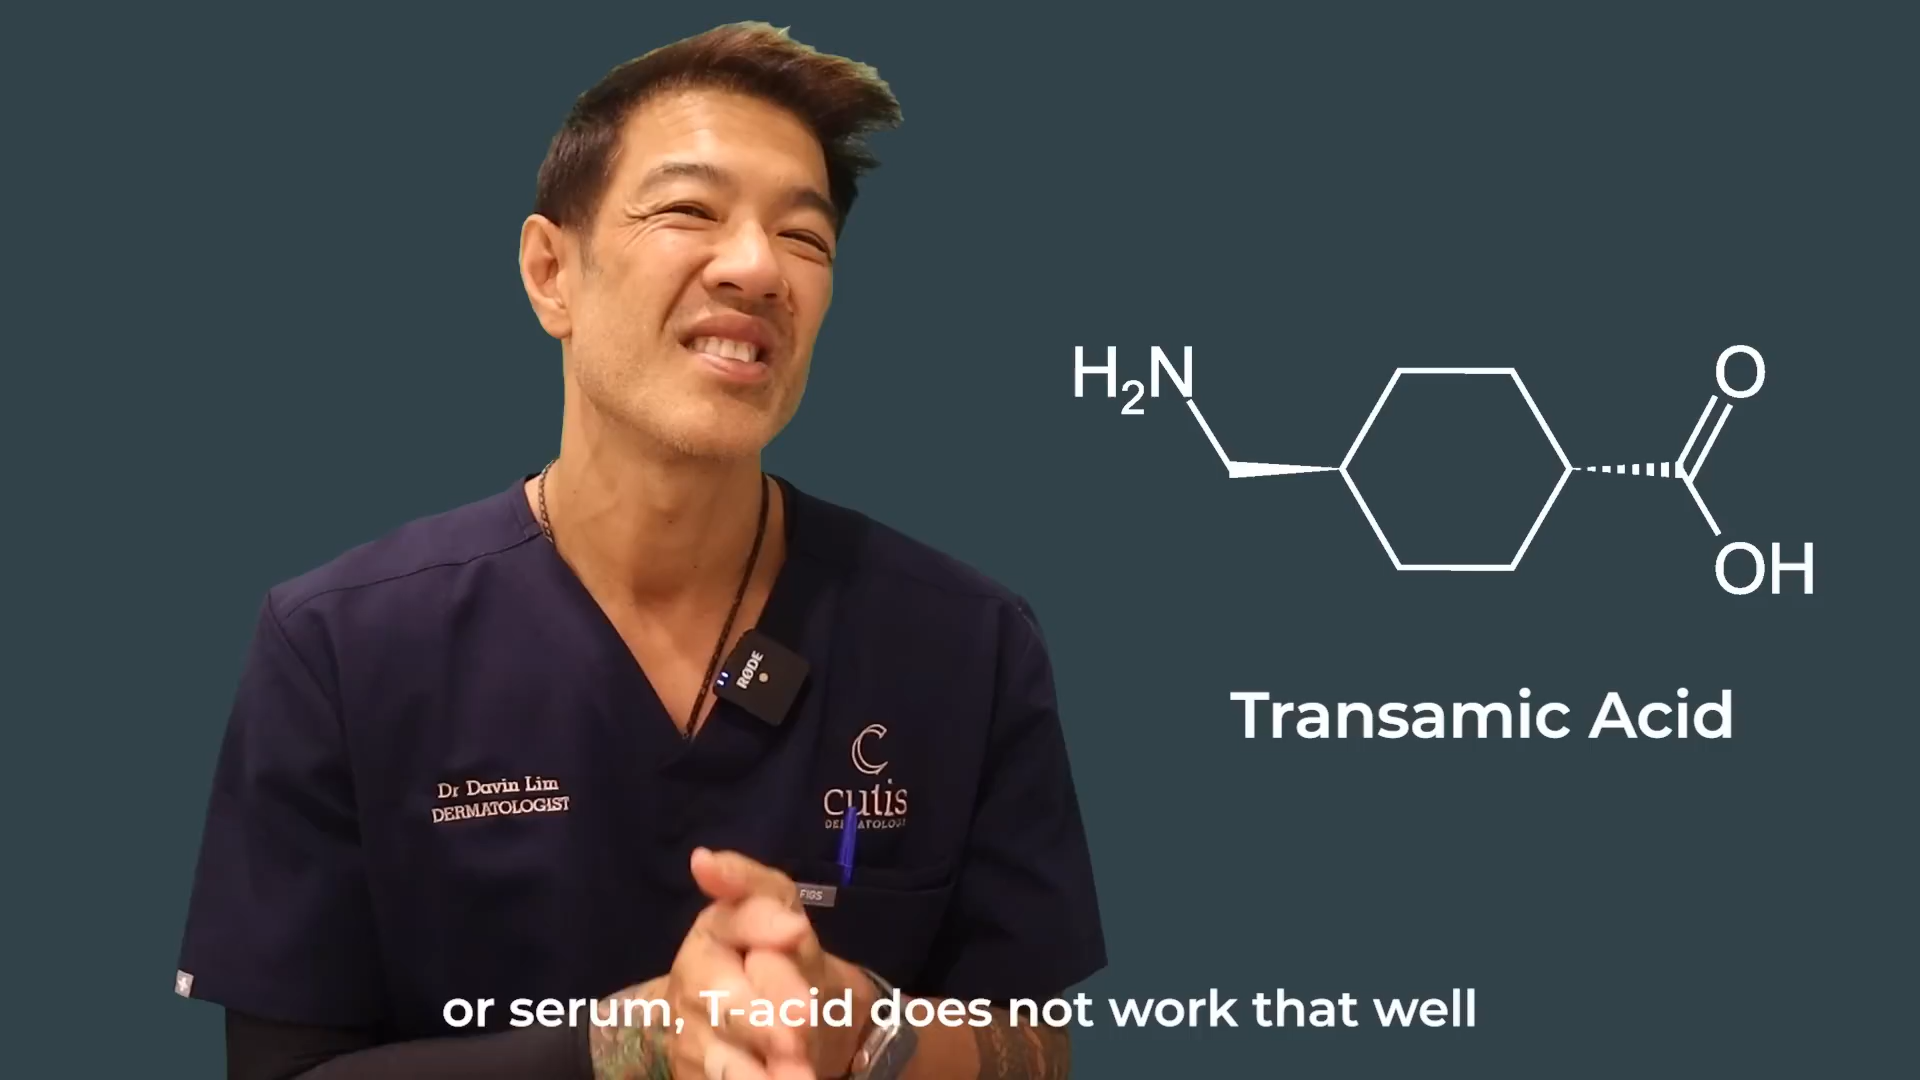 H2N
O
OH
Transamic Acid
RØDE
Dr Davin Lim
DERMATOLOGIST
C
cutis
FIGS
or serum, T-acid does not work that well